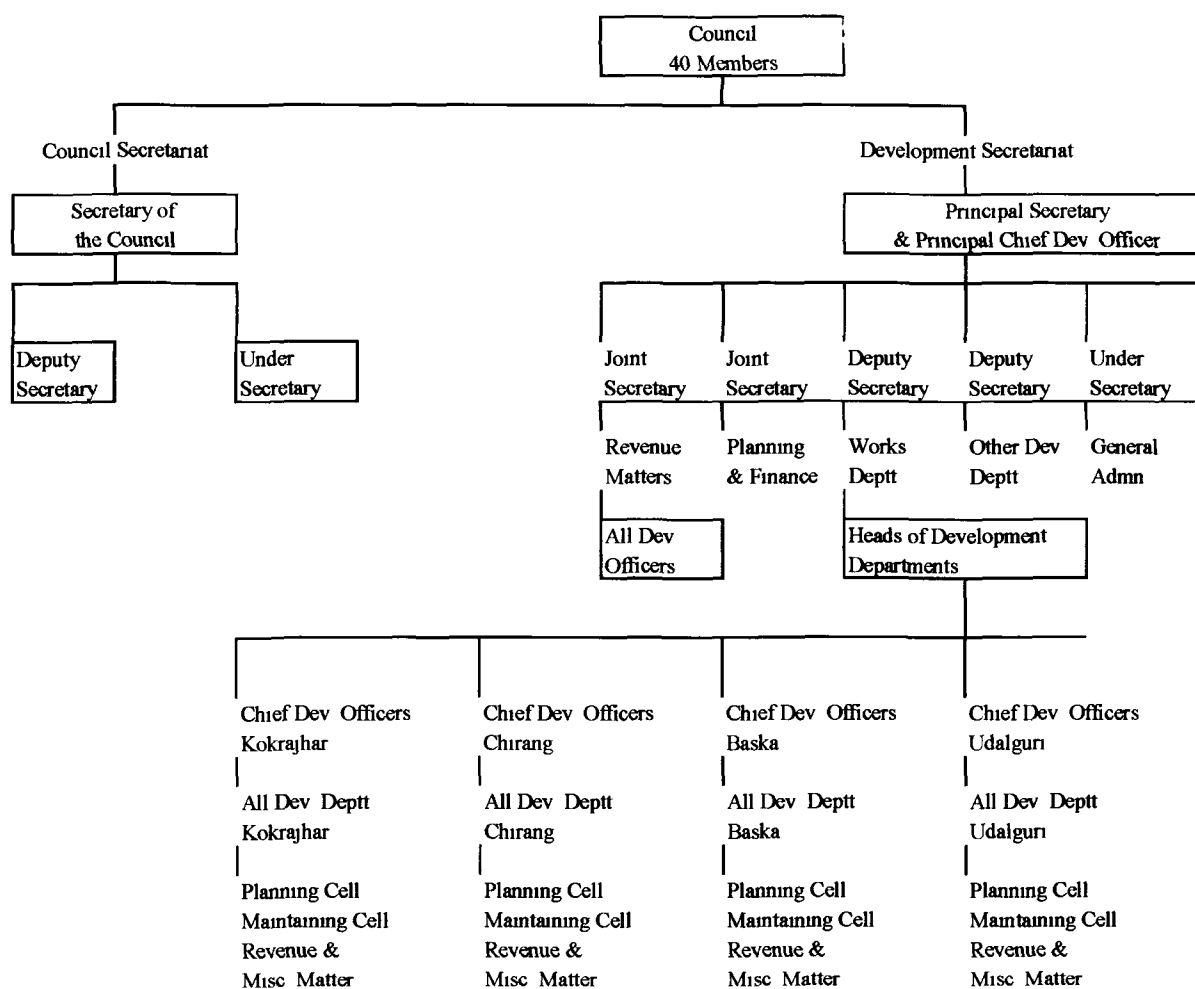 Council
40 Members
Council Secretariat
Development Secretariat
Secretary of
the Council
Principal Secretary
& Principal Chief Dev Officer
Deputy
Secretary
Under
Secretary
Joint
Secretary
Joint
Secretary
Deputy
Secretary
Deputy
Secretary
Under
Secretary
Revenue
Matters
Planning
& Finance
Works
Deptt
Other Dev
Deptt
General
Admn
All Dev
Officers
Heads of Development
Departments
Chief Dev Officers
Kokrajhar
Chief Dev Officers
Chirang
Chief Dev Officers
Baska
Chief Dev Officers
Udalguri
All Dev Deptt
Kokrajhar
All Dev Deptt
Chirang
All Dev Deptt
Baska
All Dev Deptt
Udalguri
Planning Cell
Maintaining Cell
Revenue &
Misc Matter
Planning Cell
Maintaining Cell
Revenue &
Misc Matter
Planning Cell
Maintaining Cell
Revenue &
Misc Matter
Planning Cell
Maintaining Cell
Revenue &
Misc Matter